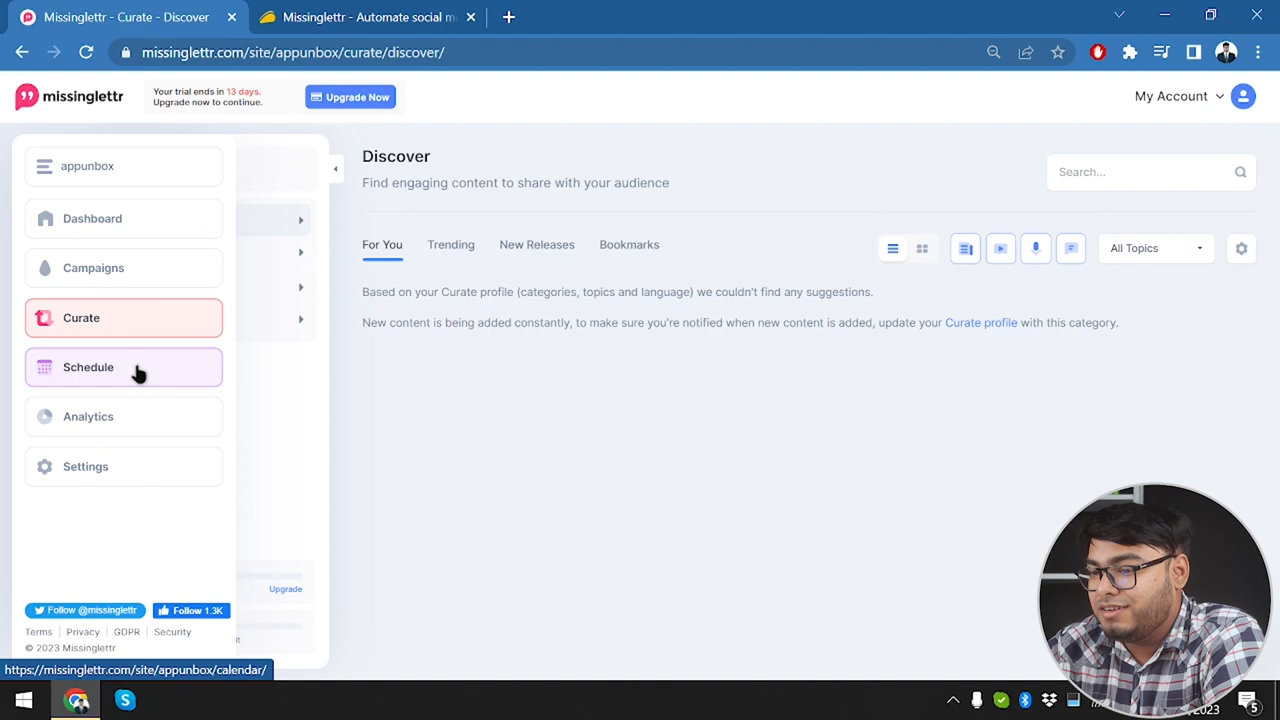 Missinglettr - Curate - Discover
Missinglettr - Automate social m
missinglettr.com/site/appunbox/curate/discover/
missinglettr
Your trial ends in 13 days.
Upgrade now to continue.
Upgrade Now
My Account
appunbox
Dashboard
Campaigns
Curate
Schedule
Analytics
Settings
Discover
Find engaging content to share with your audience
Search...
For You
Trending
New Releases
Bookmarks
All Topics
Based on your Curate profile (categories, topics and language) we couldn't find any suggestions.
New content is being added constantly, to make sure you're notified when new content is added, update your Curate profile with this category.
Upgrade
Follow @missinglettr
Follow 1.3K
Terms | Privacy | GDPR | Security
© 2023 Missinglettr
https://missinglettr.com/site/appunbox/calendar/
5